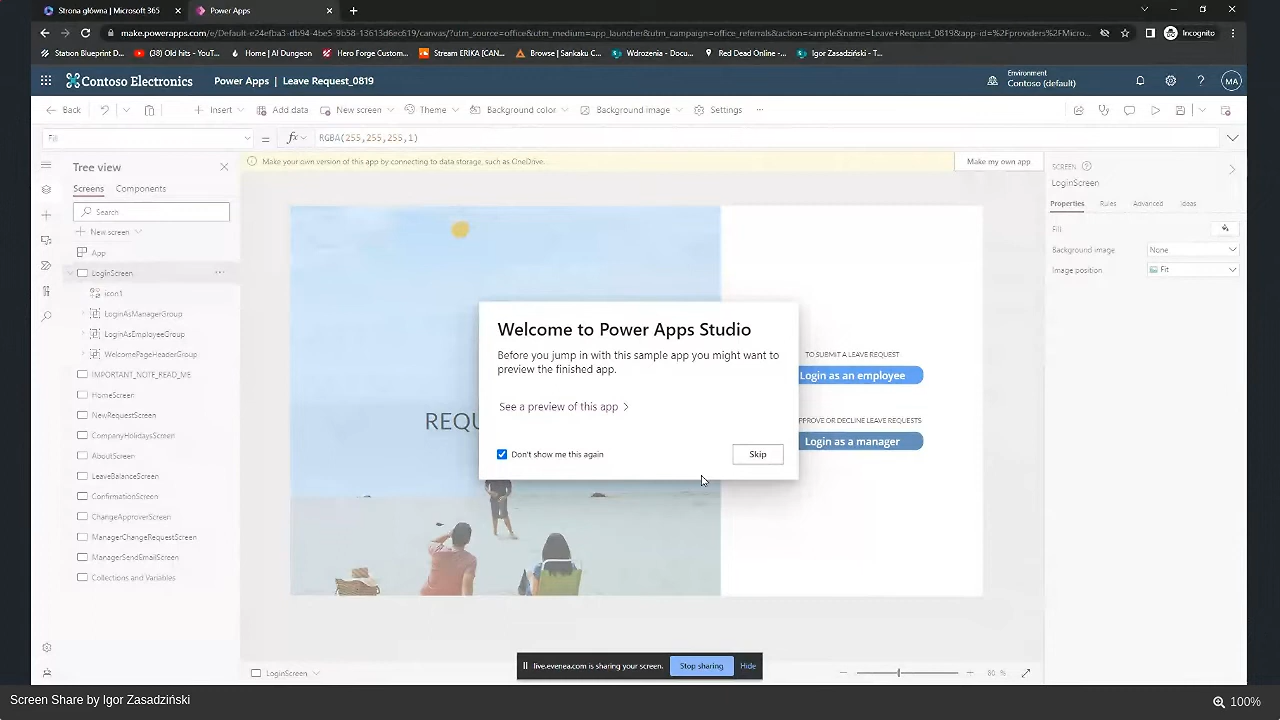 Strona główna | Microsoft 365
Power Apps
make.powerapps.com/e/Default-e24efba3-db94-4be5-9b58-13613d6ec619/canvas/?utm_source=office&utm_medium=app_launcher&utm_campaign=office_referrals&action=sample&name=Leave+Request_0819&app-id=%2Fproviders%2FMicro...
Incognito
Station Blueprint D...
(38) Old hits - YouT...
Home | AI Dungeon
Hero Forge Custom...
Stream ERIKA [CAN...
Browse | Sankaku C...
Wdrozenia - Docu...
Red Dead Online -...
Igor Zasadziński - T...
Contoso Electronics
Power Apps | Leave Request_0819
Environment
Contoso (default)
MA
Back
Insert
Add data
New screen
Theme
Background color
Background image
Settings
Fill
=
fx
RGBA(255,255,255,1)
Tree view
Screens
Components
Search
New screen
App
LoginScreen
icon1
LoginAsManagerGroup
LoginAsEmployeeGroup
WelcomePageHeaderGroup
IMPORTANT_NOTE_READ_ME
HomeScreen
NewRequestScreen
CompanyHolidaysScreen
AboutScreen
LeaveBalanceScreen
ConfirmationScreen
ChangeApproverScreen
ManagerChangeRequestScreen
ManagerSendEmailScreen
Collections and Variables
Make your own version of this app by connecting to data storage, such as OneDrive.
Make my own app
REQU
Welcome to Power Apps Studio
Before you jump in with this sample app you might want to
preview the finished app.
See a preview of this app
Don't show me this again
Skip
TO SUBMIT A LEAVE REQUEST
Login as an employee
PPROVE OR DECLINE LEAVE REQUESTS
Login as a manager
SCREEN
LoginScreen
Properties
Rules
Advanced
Ideas
Fill
Background image
None
Image position
Fit
LoginScreen
80 %
live.evenea.com is sharing your screen.
Stop sharing
Hide
Screen Share by Igor Zasadziński
100%